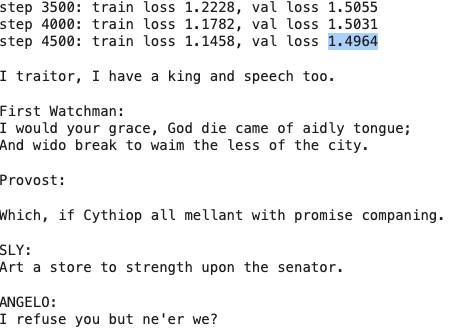 step 3500: train loss 1.2228, val loss 1.5055
step 4000: train loss 1.1782, val loss 1.5031
step 4500: train loss 1.1458, val loss 1.4964
I traitor, I have a king and speech too.
First Watchman:
I would your grace, God die came of aidly tongue;
And wido break to waim the less of the city.
Provost:
Which, if Cythiop all mellant with promise companing.
SLY:
Art a store to strength upon the senator.
ANGELO:
I refuse you but ne'er we?